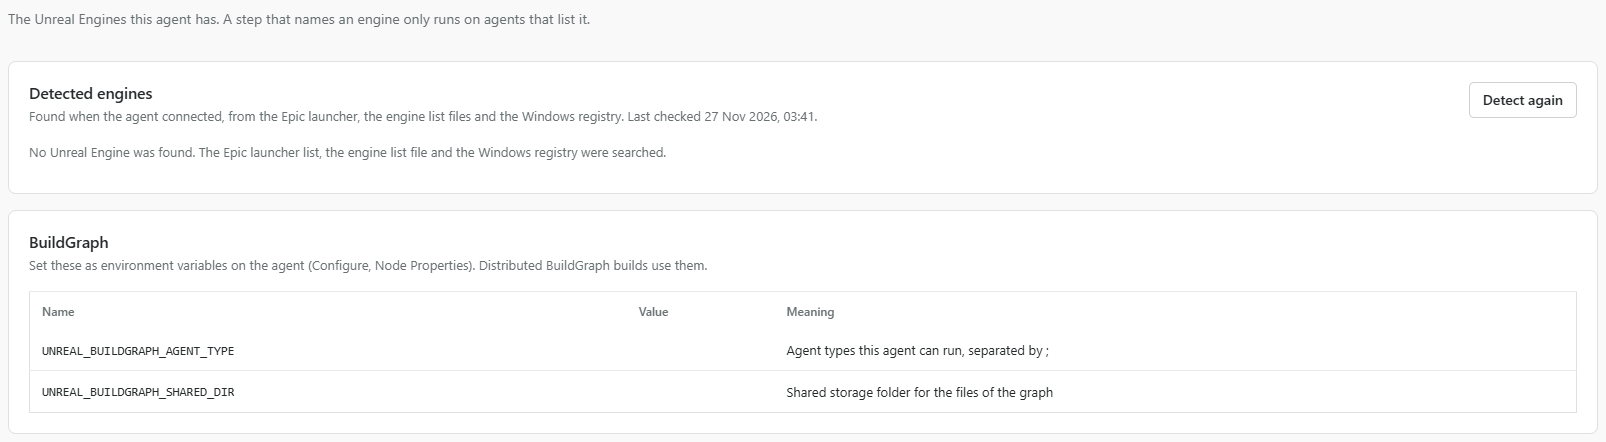 The Unreal Engines this agent has. A step that names an engine only runs on agents that list it.
Detected engines
Detect again
Found when the agent connected, from the Epic launcher, the engine list files and the Windows registry. Last checked 27 Nov 2026, 03:41.
No Unreal Engine was found. The Epic launcher list, the engine list file and the Windows registry were searched.
BuildGraph
Set these as environment variables on the agent (Configure, Node Properties). Distributed BuildGraph builds use them.
Name Value Meaning
UNREAL_BUILDGRAPH_AGENT_TYPE Agent types this agent can run, separated by ;
UNREAL_BUILDGRAPH_SHARED_DIR Shared storage folder for the files of the graph